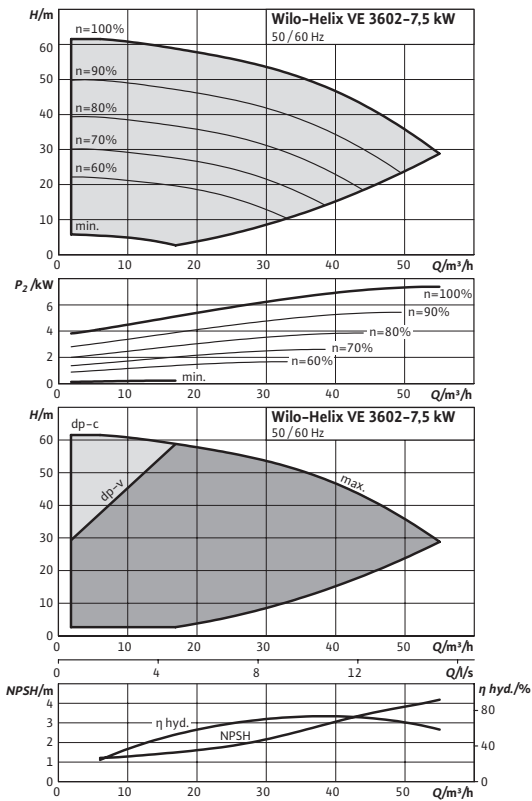 H/m
Wilo-Helix VE 3602-7,5 kW
50/60 Hz
n=100%
n=90%
n=80%
n=70%
n=60%
min.
60
50
40
30
20
10
0
0 10 20 30 40 50 Q/m³/h
P₂/kW
n=100%
n=90%
n=80%
n=70%
n=60%
min.
6
4
2
0
0 10 20 30 40 50 Q/m³/h
H/m
Wilo-Helix VE 3602-7,5 kW
50/60 Hz
dp-c
dp-v
max.
60
50
40
30
20
10
0
0 10 20 30 40 50 Q/m³/h
0 4 8 12 Q/l/s
NPSH/m
η hyd./%
η hyd.
NPSH
4
3
2
1
0
80
40
0
0 10 20 30 40 50 Q/m³/h